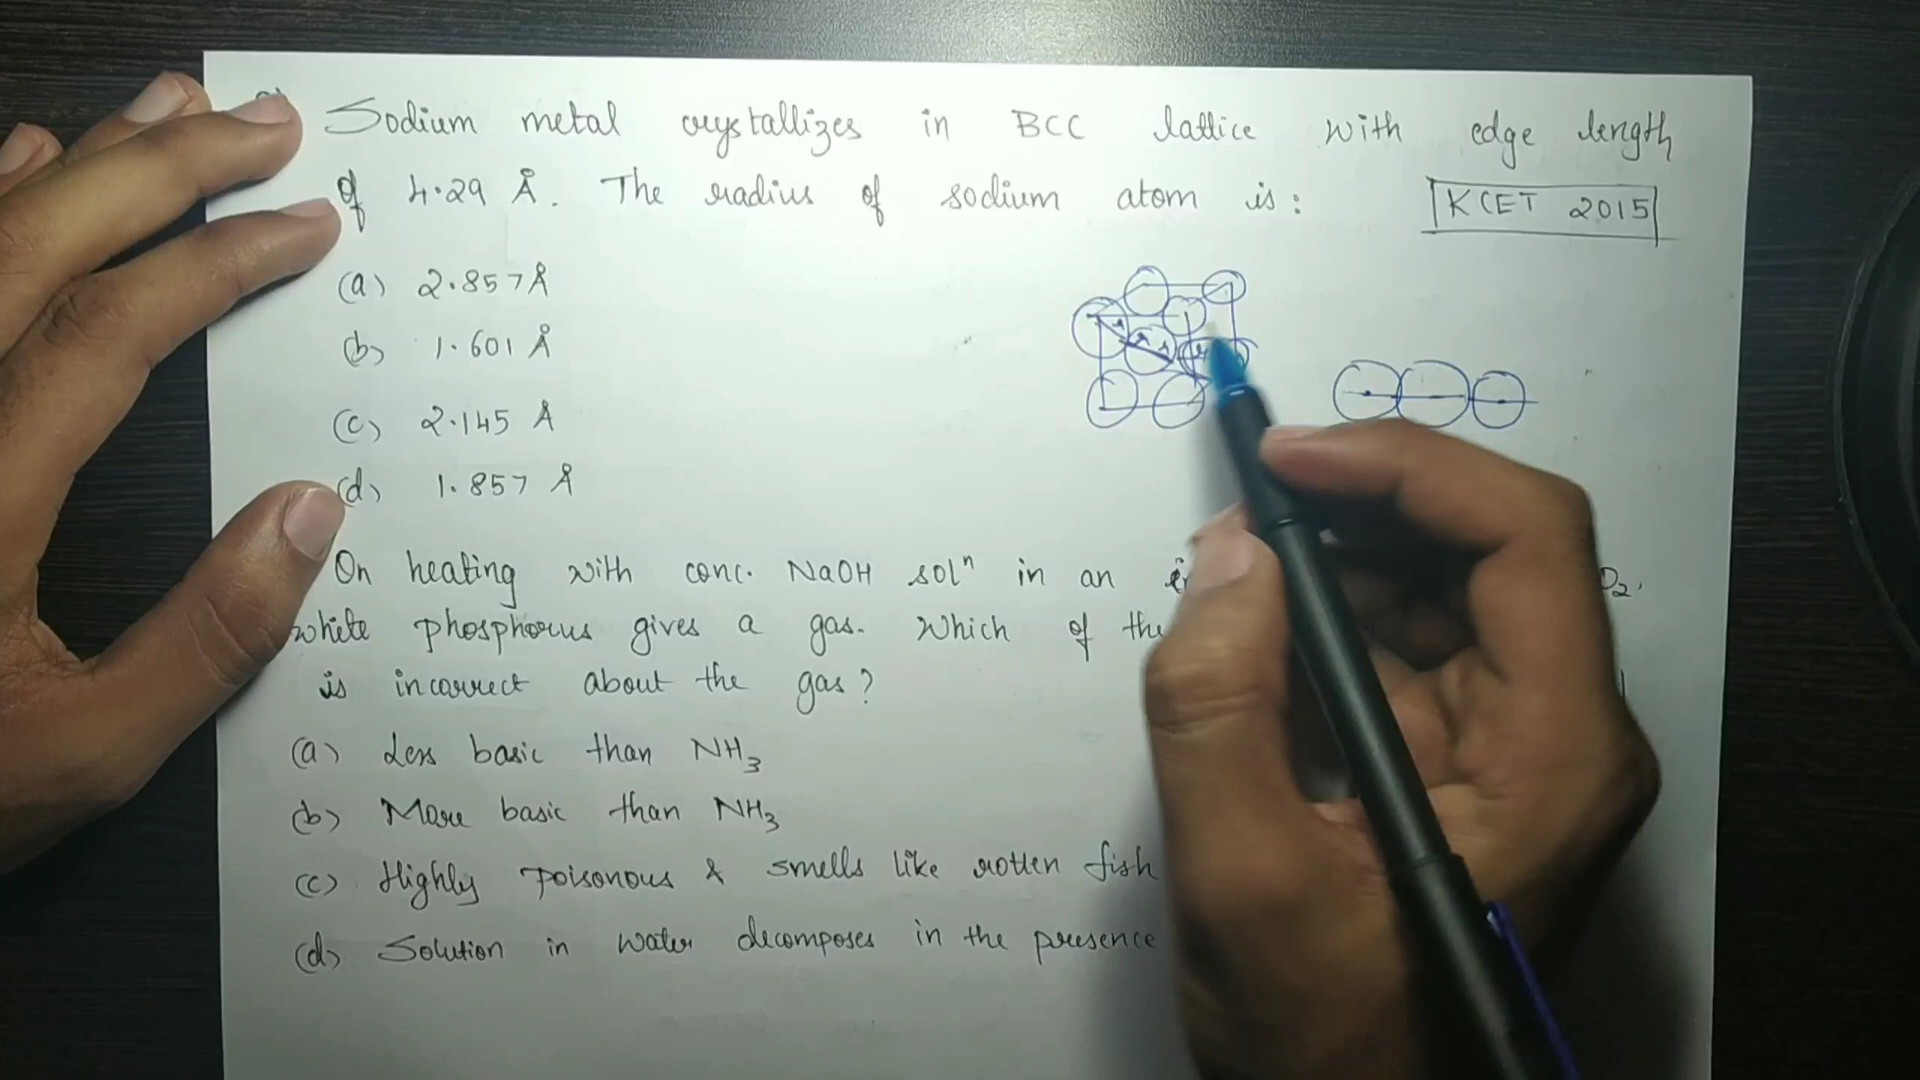 Sodium metal crystallizes in BCC lattice with edge length
of 4.29 Å. The radius of sodium atom is: KCET 2015
(a) 2.857 Å
(b) 1.601 Å
(c) 2.145 A
(d) 1.857 Å
r r r
On heating with conc. NaOH solⁿ in an O₂.
white phosphorus gives a gas. Which of the
is incorrect about the gas?
(a) Less basic than NH₃
(b) More basic than NH₃
(c) Highly poisonous & smells like rotten fish
(d) Solution in water decomposes in the presence